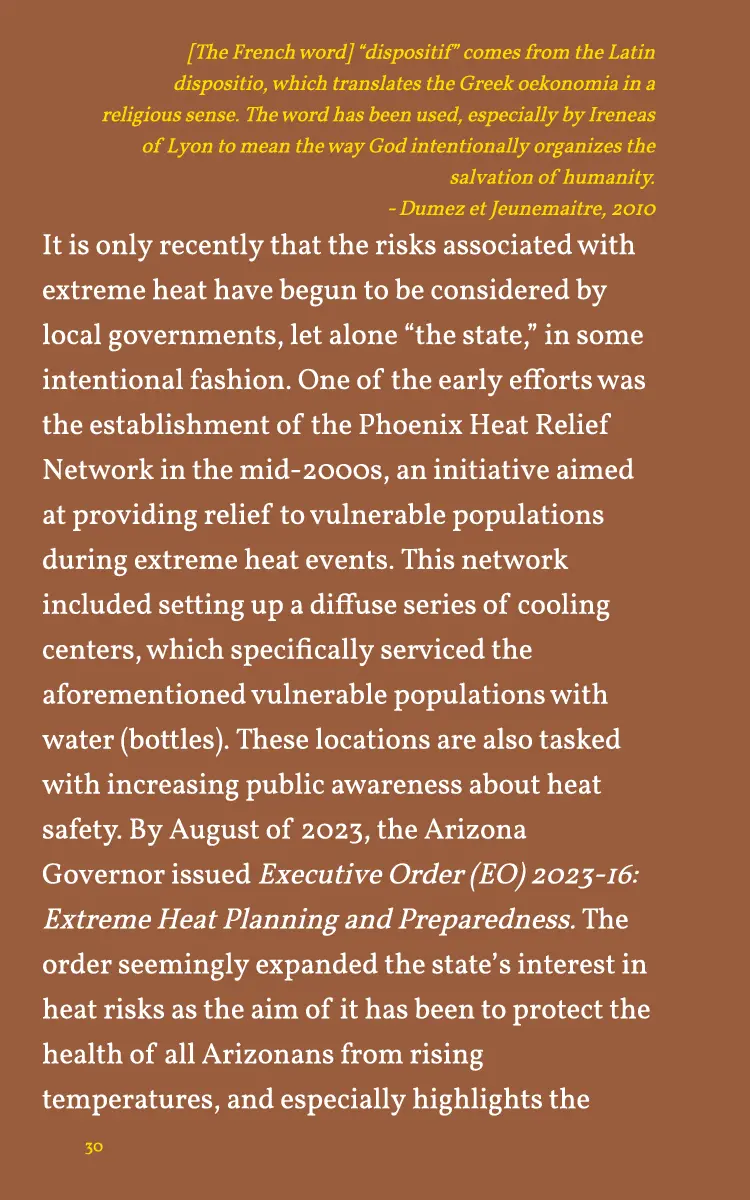 [The French word] “dispositif” comes from the Latin
dispositio, which translates the Greek oekonomia in a
religious sense. The word has been used, especially by Ireneas
of Lyon to mean the way God intentionally organizes the
salvation of humanity.
- Dumez et Jeunemaitre, 2010
It is only recently that the risks associated with
extreme heat have begun to be considered by
local governments, let alone “the state,” in some
intentional fashion. One of the early efforts was
the establishment of the Phoenix Heat Relief
Network in the mid-2000s, an initiative aimed
at providing relief to vulnerable populations
during extreme heat events. This network
included setting up a diffuse series of cooling
centers, which specifically serviced the
aforementioned vulnerable populations with
water (bottles). These locations are also tasked
with increasing public awareness about heat
safety. By August of 2023, the Arizona
Governor issued Executive Order (EO) 2023-16:
Extreme Heat Planning and Preparedness. The
order seemingly expanded the state’s interest in
heat risks as the aim of it has been to protect the
health of all Arizonans from rising
temperatures, and especially highlights the
30